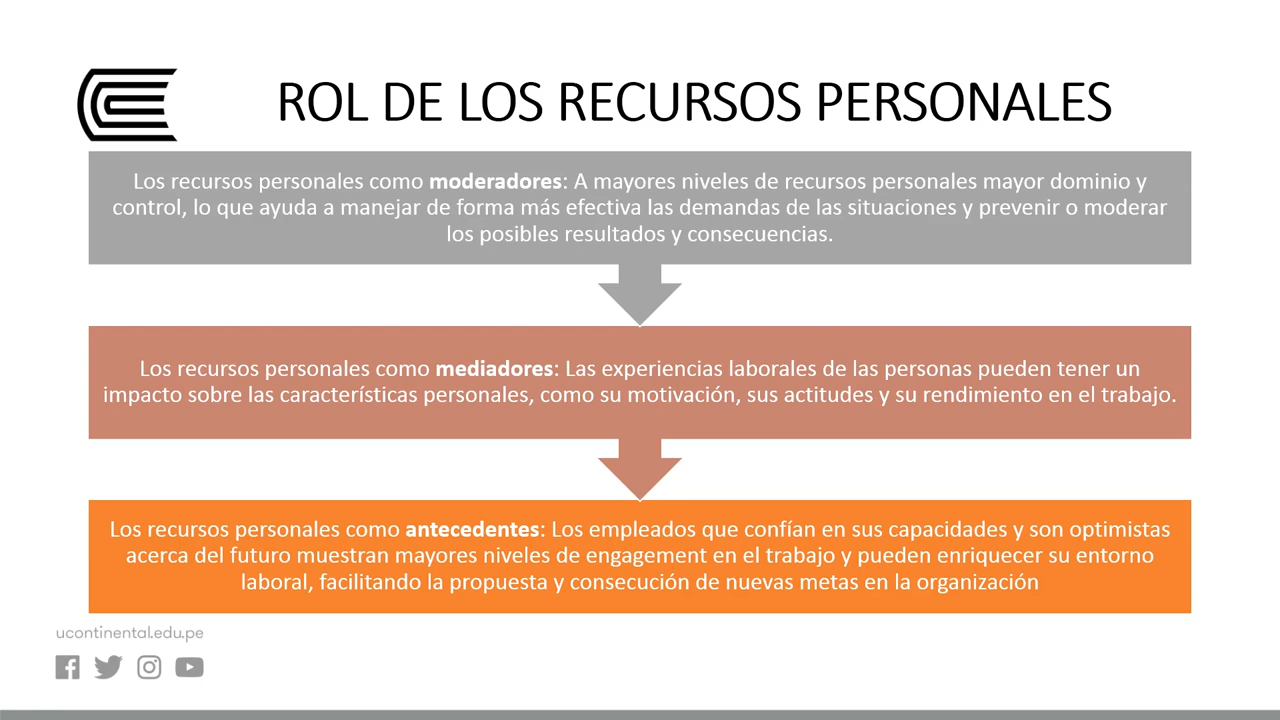 ROL DE LOS RECURSOS PERSONALES
Los recursos personales como moderadores: A mayores niveles de recursos personales mayor dominio y
control, lo que ayuda a manejar de forma más efectiva las demandas de las situaciones y prevenir o moderar
los posibles resultados y consecuencias.
Los recursos personales como mediadores: Las experiencias laborales de las personas pueden tener un
impacto sobre las características personales, como su motivación, sus actitudes y su rendimiento en el trabajo.
Los recursos personales como antecedentes: Los empleados que confían en sus capacidades y son optimistas
acerca del futuro muestran mayores niveles de engagement en el trabajo y pueden enriquecer su entorno
laboral, facilitando la propuesta y consecución de nuevas metas en la organización
ucontinental.edu.pe